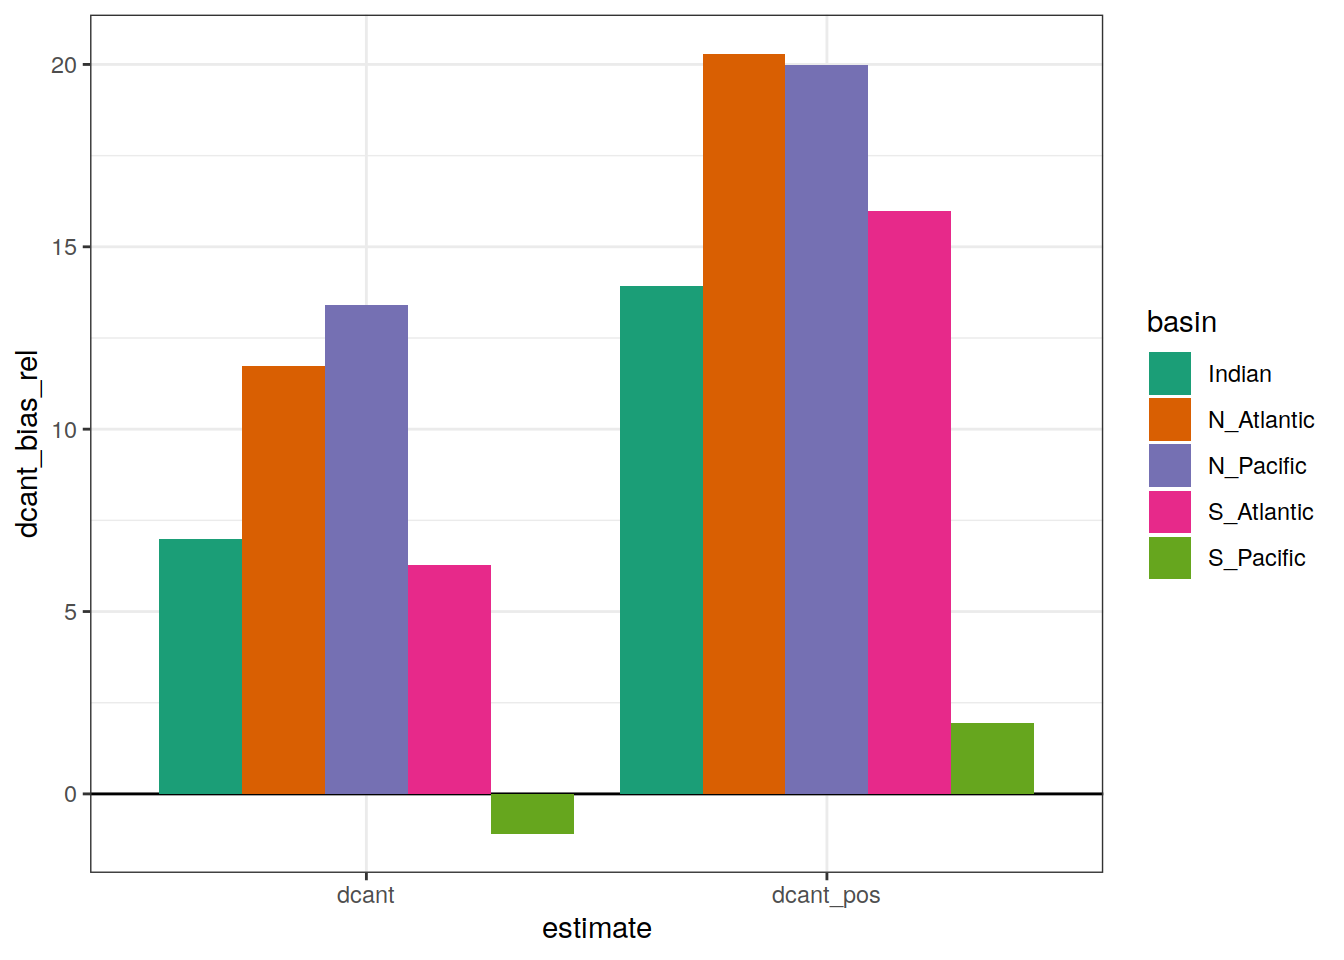 20
15
10
5
0
dcant_bias_rel
dcant
dcant_pos
estimate
basin
Indian
N_Atlantic
N_Pacific
S_Atlantic
S_Pacific